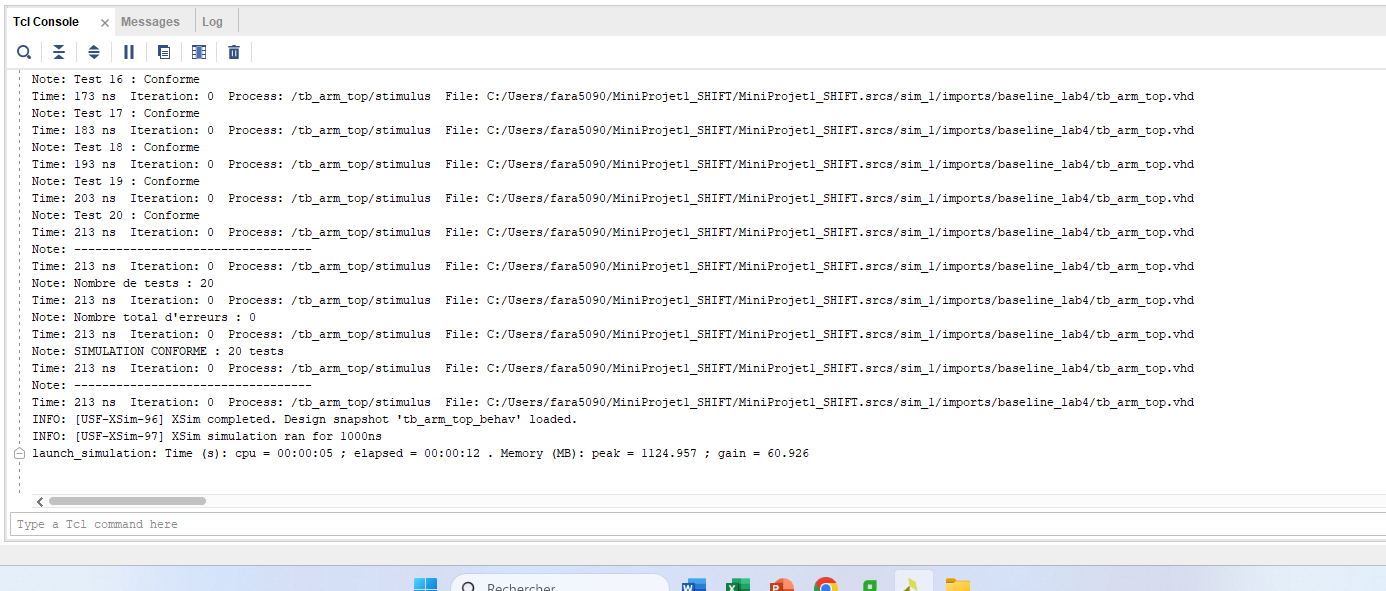 Tcl Console
Messages
Log
Note: Test 16 : Conforme
Time: 173 ns  Iteration: 0  Process: /tb_arm_top/stimulus  File: C:/Users/fara5090/MiniProjet1_SHIFT/MiniProjet1_SHIFT.srcs/sim_1/imports/baseline_lab4/tb_arm_top.vhd
Note: Test 17 : Conforme
Time: 183 ns  Iteration: 0  Process: /tb_arm_top/stimulus  File: C:/Users/fara5090/MiniProjet1_SHIFT/MiniProjet1_SHIFT.srcs/sim_1/imports/baseline_lab4/tb_arm_top.vhd
Note: Test 18 : Conforme
Time: 193 ns  Iteration: 0  Process: /tb_arm_top/stimulus  File: C:/Users/fara5090/MiniProjet1_SHIFT/MiniProjet1_SHIFT.srcs/sim_1/imports/baseline_lab4/tb_arm_top.vhd
Note: Test 19 : Conforme
Time: 203 ns  Iteration: 0  Process: /tb_arm_top/stimulus  File: C:/Users/fara5090/MiniProjet1_SHIFT/MiniProjet1_SHIFT.srcs/sim_1/imports/baseline_lab4/tb_arm_top.vhd
Note: Test 20 : Conforme
Time: 213 ns  Iteration: 0  Process: /tb_arm_top/stimulus  File: C:/Users/fara5090/MiniProjet1_SHIFT/MiniProjet1_SHIFT.srcs/sim_1/imports/baseline_lab4/tb_arm_top.vhd
Note: ----------------------------------
Time: 213 ns  Iteration: 0  Process: /tb_arm_top/stimulus  File: C:/Users/fara5090/MiniProjet1_SHIFT/MiniProjet1_SHIFT.srcs/sim_1/imports/baseline_lab4/tb_arm_top.vhd
Note: Nombre de tests : 20
Time: 213 ns  Iteration: 0  Process: /tb_arm_top/stimulus  File: C:/Users/fara5090/MiniProjet1_SHIFT/MiniProjet1_SHIFT.srcs/sim_1/imports/baseline_lab4/tb_arm_top.vhd
Note: Nombre total d'erreurs : 0
Time: 213 ns  Iteration: 0  Process: /tb_arm_top/stimulus  File: C:/Users/fara5090/MiniProjet1_SHIFT/MiniProjet1_SHIFT.srcs/sim_1/imports/baseline_lab4/tb_arm_top.vhd
Note: SIMULATION CONFORME : 20 tests
Time: 213 ns  Iteration: 0  Process: /tb_arm_top/stimulus  File: C:/Users/fara5090/MiniProjet1_SHIFT/MiniProjet1_SHIFT.srcs/sim_1/imports/baseline_lab4/tb_arm_top.vhd
Note: ----------------------------------
Time: 213 ns  Iteration: 0  Process: /tb_arm_top/stimulus  File: C:/Users/fara5090/MiniProjet1_SHIFT/MiniProjet1_SHIFT.srcs/sim_1/imports/baseline_lab4/tb_arm_top.vhd
INFO: [USF-XSim-96] XSim completed. Design snapshot 'tb_arm_top_behav' loaded.
INFO: [USF-XSim-97] XSim simulation ran for 1000ns
launch_simulation: Time (s): cpu = 00:00:05 ; elapsed = 00:00:12 . Memory (MB): peak = 1124.957 ; gain = 60.926
Type a Tcl command here
Rechercher